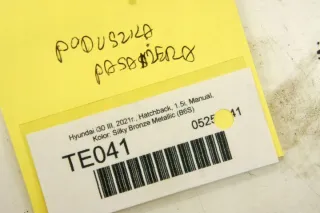 PODUSZKA
PASAŻERA
Hyundai i30 III, 2021r., Hatchback, 1.5i, Manual,
Kolor: Silky Bronze Metallic (B6S)
TE041